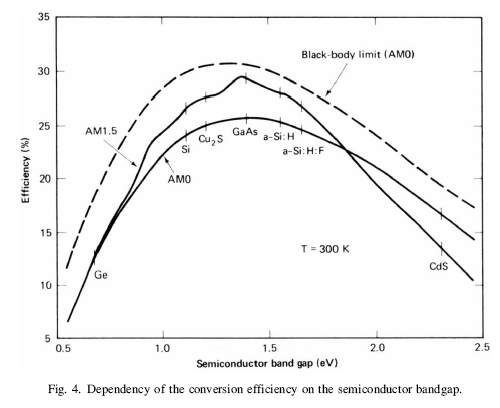 35
30
25
20
15
10
5
Efficiency (%)
Black-body limit (AM0)
AM1.5
AM0
Ge
Si
Cu2S
GaAs
a-Si:H
a-Si:H:F
CdS
T = 300 K
0.5 1.0 1.5 2.0 2.5
Semiconductor band gap (eV)
Fig. 4. Dependency of the conversion efficiency on the semiconductor bandgap.